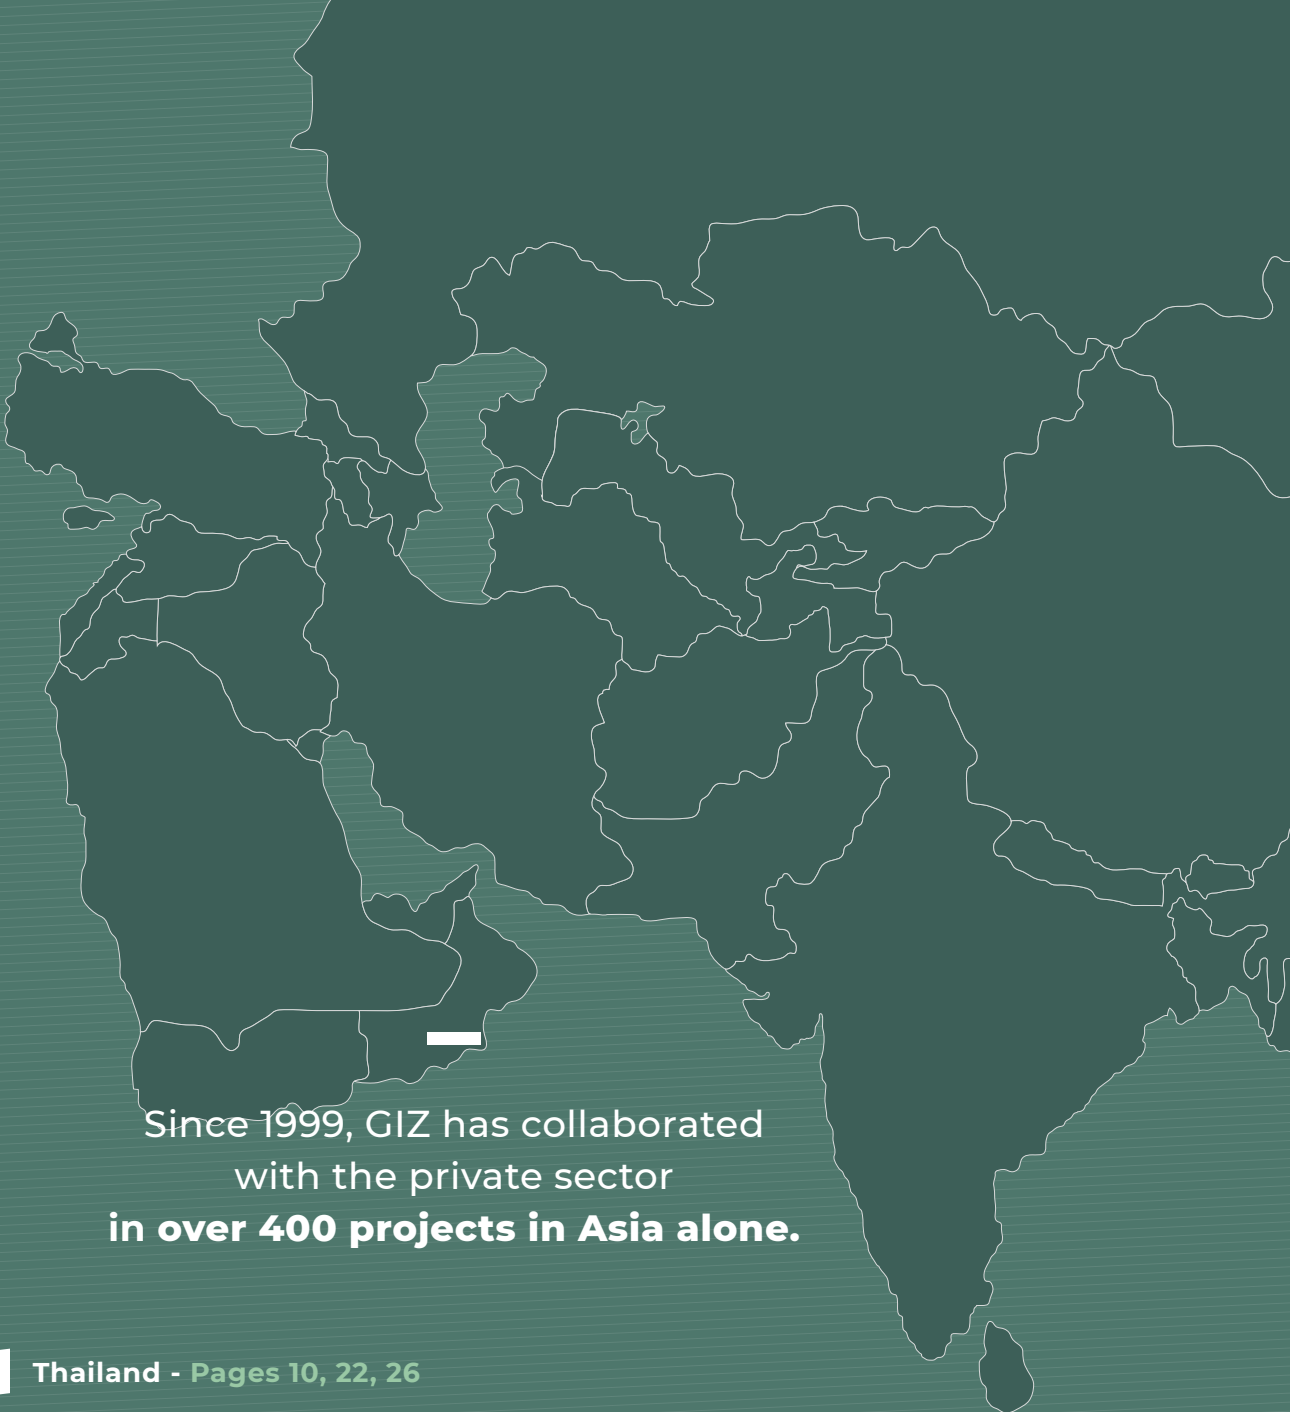 Since 1999, GIZ has collaborated
with the private sector
in over 400 projects in Asia alone.
Thailand - Pages 10, 22, 26